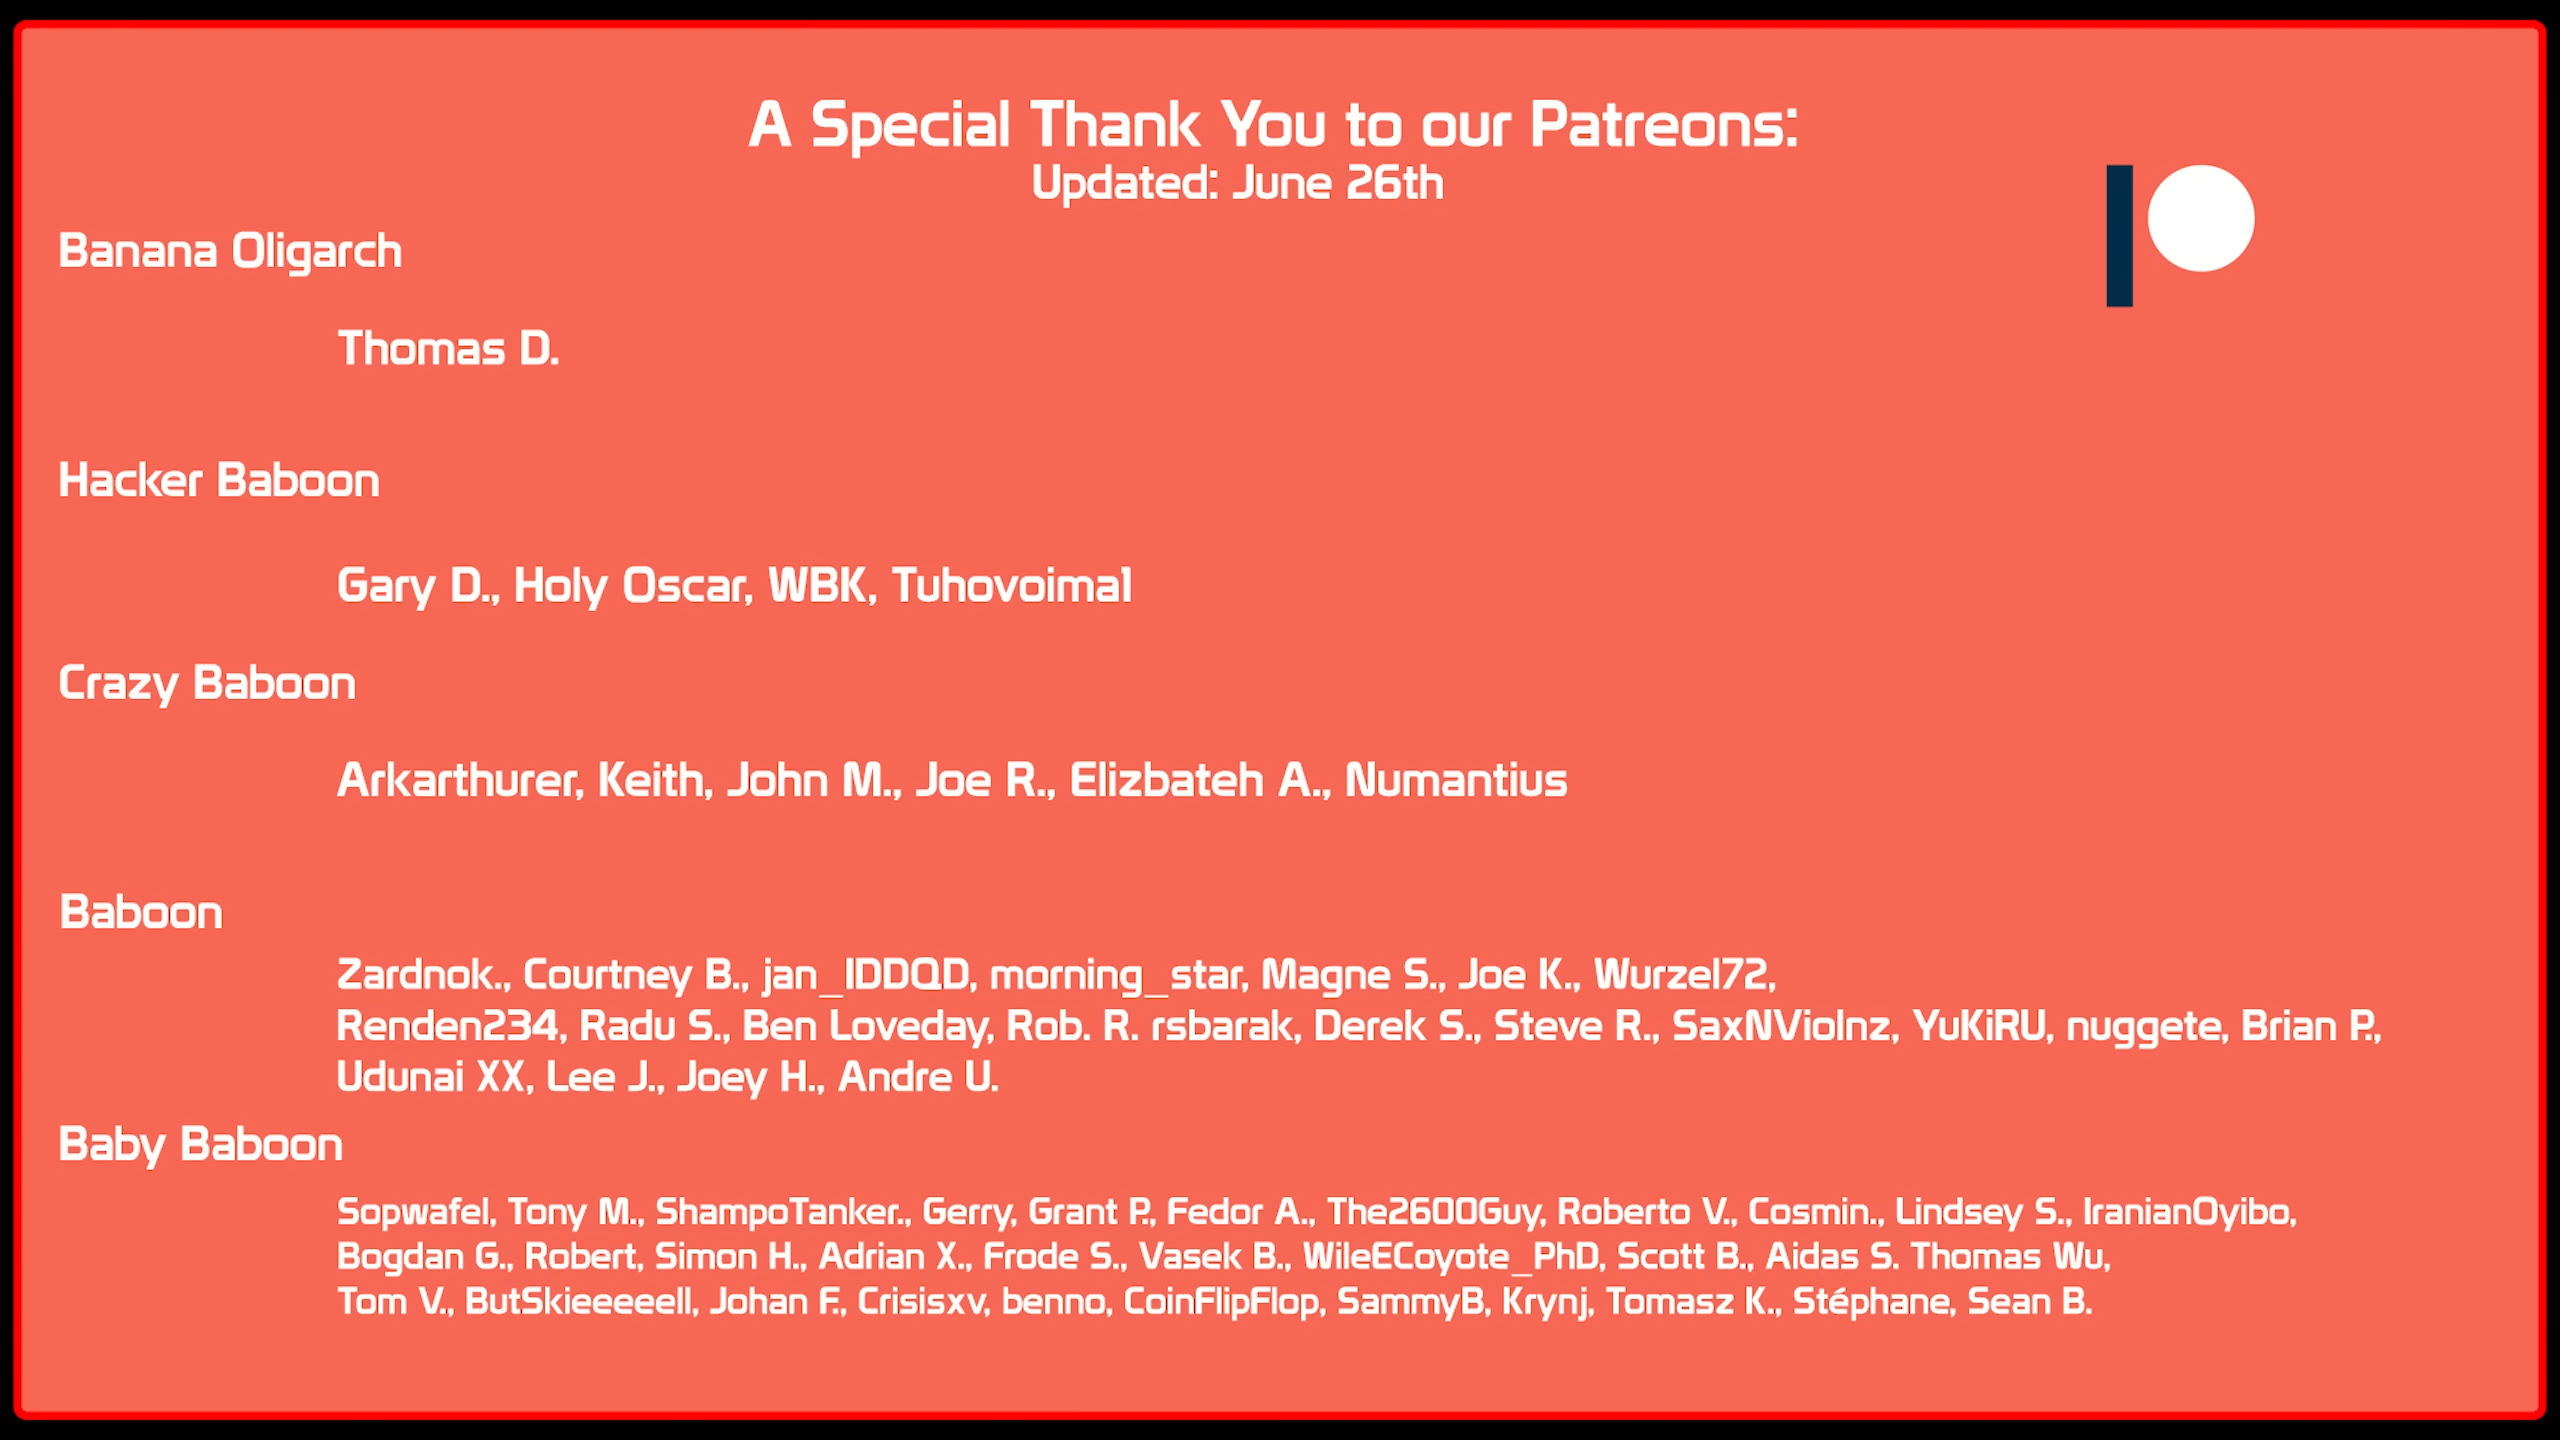 A Special Thank You to our Patreons:
Updated: June 26th
Banana Oligarch
Thomas D.
Hacker Baboon
Gary D., Holy Oscar, WBK, Tuhovoima1
Crazy Baboon
Arkarthurer, Keith, John M., Joe R., Elizbateh A., Numantius
Baboon
Zardnok., Courtney B., jan_IDDQD, morning_star, Magne S., Joe K., Wurzel72,
Renden234, Radu S., Ben Loveday, Rob. R. rsbarak, Derek S., Steve R., SaxNViolnz, YuKiRU, nuggete, Brian P.,
Udunai XX, Lee J., Joey H., Andre U.
Baby Baboon
Sopwafel, Tony M., ShampoTanker., Gerry, Grant P., Fedor A., The2600Guy, Roberto V., Cosmin., Lindsey S., IranianOyibo,
Bogdan G., Robert, Simon H., Adrian X., Frode S., Vasek B., WileECoyote_PhD, Scott B., Aidas S. Thomas Wu,
Tom V., ButSkieeeeell, Johan F., Crisisxv, benno, CoinFlipFlop, SammyB, Krynj, Tomasz K., Stéphane, Sean B.